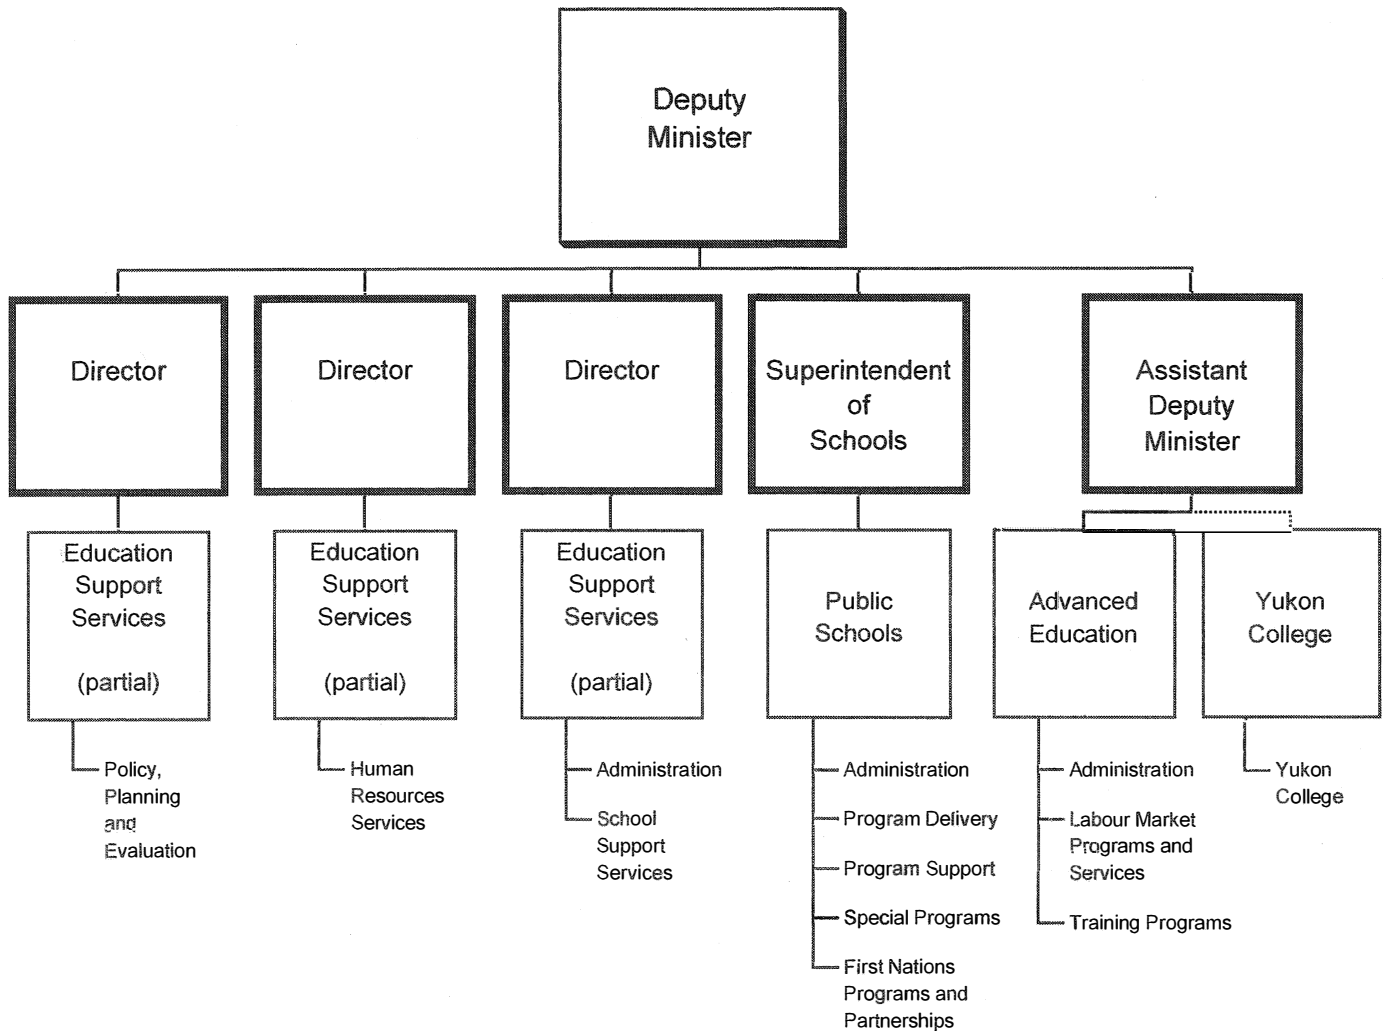 Deputy
Minister
Director
Director
Director
Superintendent
of
Schools
Assistant
Deputy
Minister
Education
Support
Services
(partial)
Education
Support
Services
(partial)
Education
Support
Services
(partial)
Public
Schools
Advanced
Education
Yukon
College
Policy,
Planning
and
Evaluation
Human
Resources
Services
Administration
School
Support
Services
Administration
Program Delivery
Program Support
Special Programs
First Nations
Programs and
Partnerships
Administration
Labour Market
Programs and
Services
Training Programs
Yukon
College